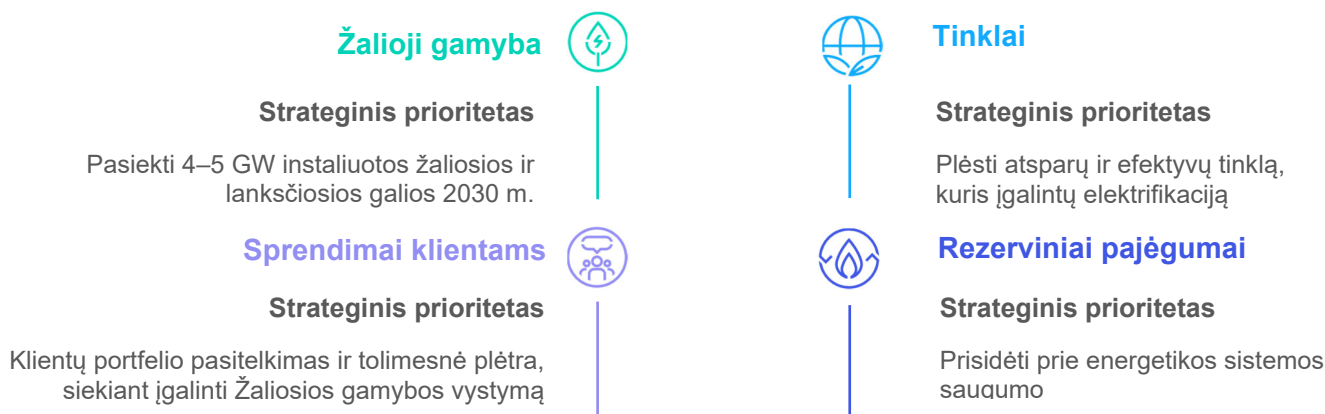 Žalioji gamyba
Strateginis prioritetas
Pasiekti 4–5 GW instaliuotos žaliosios ir
lanksčiosios galios 2030 m.
Tinklai
Strateginis prioritetas
Plėsti atsparų ir efektyvų tinklą,
kuris įgalintų elektrifikaciją
Sprendimai klientams
Strateginis prioritetas
Klientų portfelio pasitelkimas ir tolimesnė plėtra,
siekiant įgalinti Žaliosios gamybos vystymą
Rezerviniai pajėgumai
Strateginis prioritetas
Prisidėti prie energetikos sistemos
saugumo